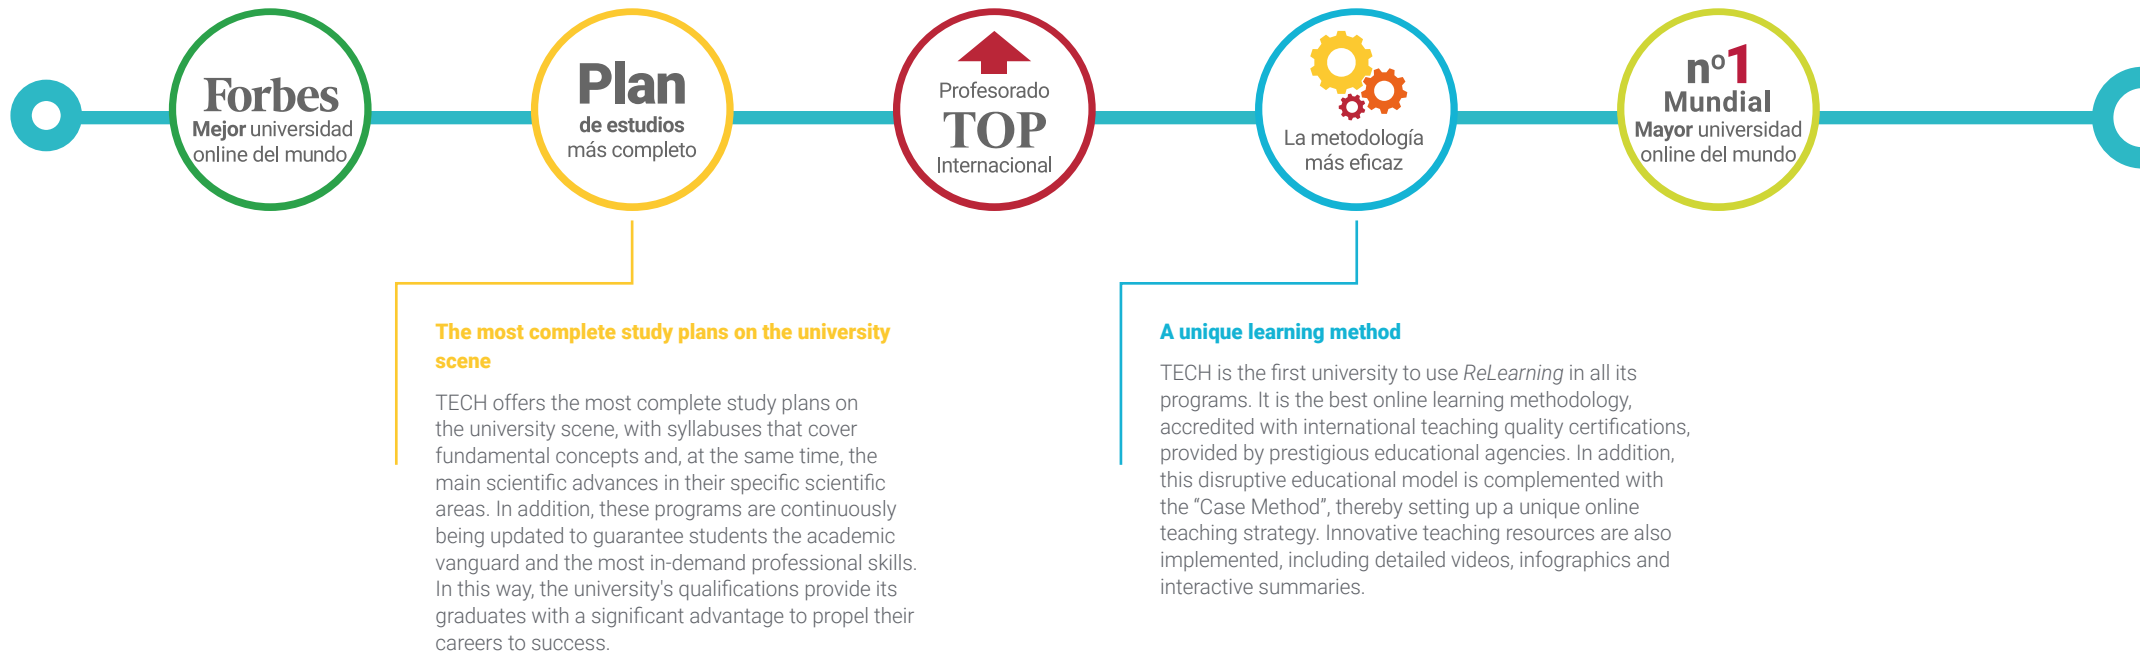 Forbes
Mejor universidad
online del mundo
Plan
de estudios
más completo
Profesorado
TOP
Internacional
La metodología
más eficaz
nº1
Mundial
Mayor universidad
online del mundo
The most complete study plans on the university
scene
TECH offers the most complete study plans on
the university scene, with syllabuses that cover
fundamental concepts and, at the same time, the
main scientific advances in their specific scientific
areas. In addition, these programs are continuously
being updated to guarantee students the academic
vanguard and the most in-demand professional skills.
In this way, the university's qualifications provide its
graduates with a significant advantage to propel their
careers to success.
A unique learning method
TECH is the first university to use ReLearning in all its
programs. It is the best online learning methodology,
accredited with international teaching quality certifications,
provided by prestigious educational agencies. In addition,
this disruptive educational model is complemented with
the “Case Method”, thereby setting up a unique online
teaching strategy. Innovative teaching resources are also
implemented, including detailed videos, infographics and
interactive summaries.